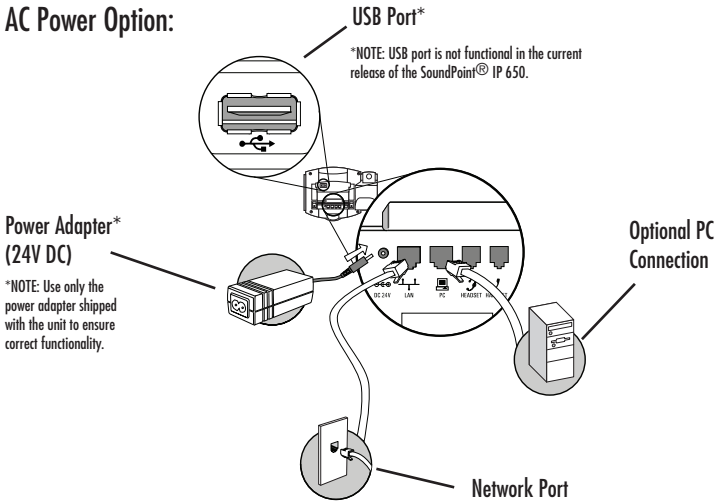 AC Power Option:
USB Port*
*NOTE: USB port is not functional in the current
release of the SoundPoint® IP 650.
Power Adapter*
(24V DC)
*NOTE: Use only the
power adapter shipped
with the unit to ensure
correct functionality.
DC 24V LAN PC HEADSET
Optional PC
Connection
Network Port